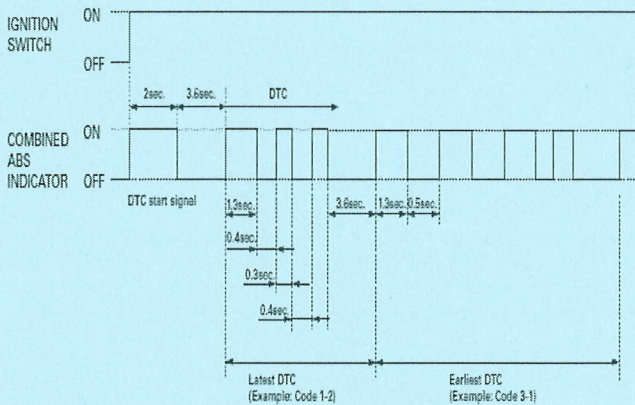 ON
IGNITION
SWITCH
OFF
2sec. 3.6sec. DTC
COMBINED
ABS
INDICATOR
ON
OFF
DTC start signal
1.3sec. 3.6sec. 1.3sec. 0.5sec.
0.4sec.
0.3sec.
0.4sec.
Latest DTC
(Example: Code 1-2)
Earliest DTC
(Example: Code 3-1)